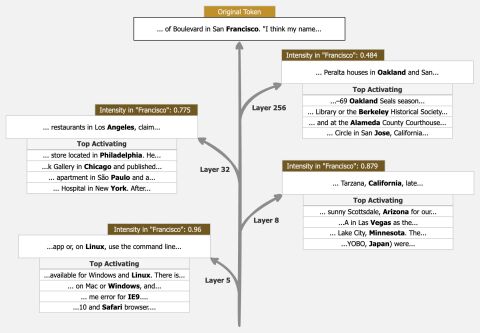 Original Token
... of Boulevard in San Francisco. "I think my name...
Intensity in "Francisco": 0.484
... Peralta houses in Oakland and San...
Top Activating
...–69 Oakland Seals season...
... Library or the Berkeley Historical Society...
... and at the Alameda County Courthouse...
... Circle in San Jose, California...
Layer 256
Intensity in "Francisco": 0.775
... restaurants in Los Angeles, claim...
Top Activating
... store located in Philadelphia. He...
...k Gallery in Chicago and published...
... apartment in São Paulo and a...
... Hospital in New York. After...
Layer 32
Intensity in "Francisco": 0.879
... Tarzana, California, late...
Top Activating
... sunny Scottsdale, Arizona for our...
...A in Las Vegas as the...
... Lake City, Minnesota. The...
...YOBO, Japan) were...
Layer 8
Intensity in "Francisco": 0.96
...app or, on Linux, use the command line...
Top Activating
...available for Windows and Linux. There is...
... on Mac or Windows, and...
... me error for IE9....
...10 and Safari browser....
Layer 5